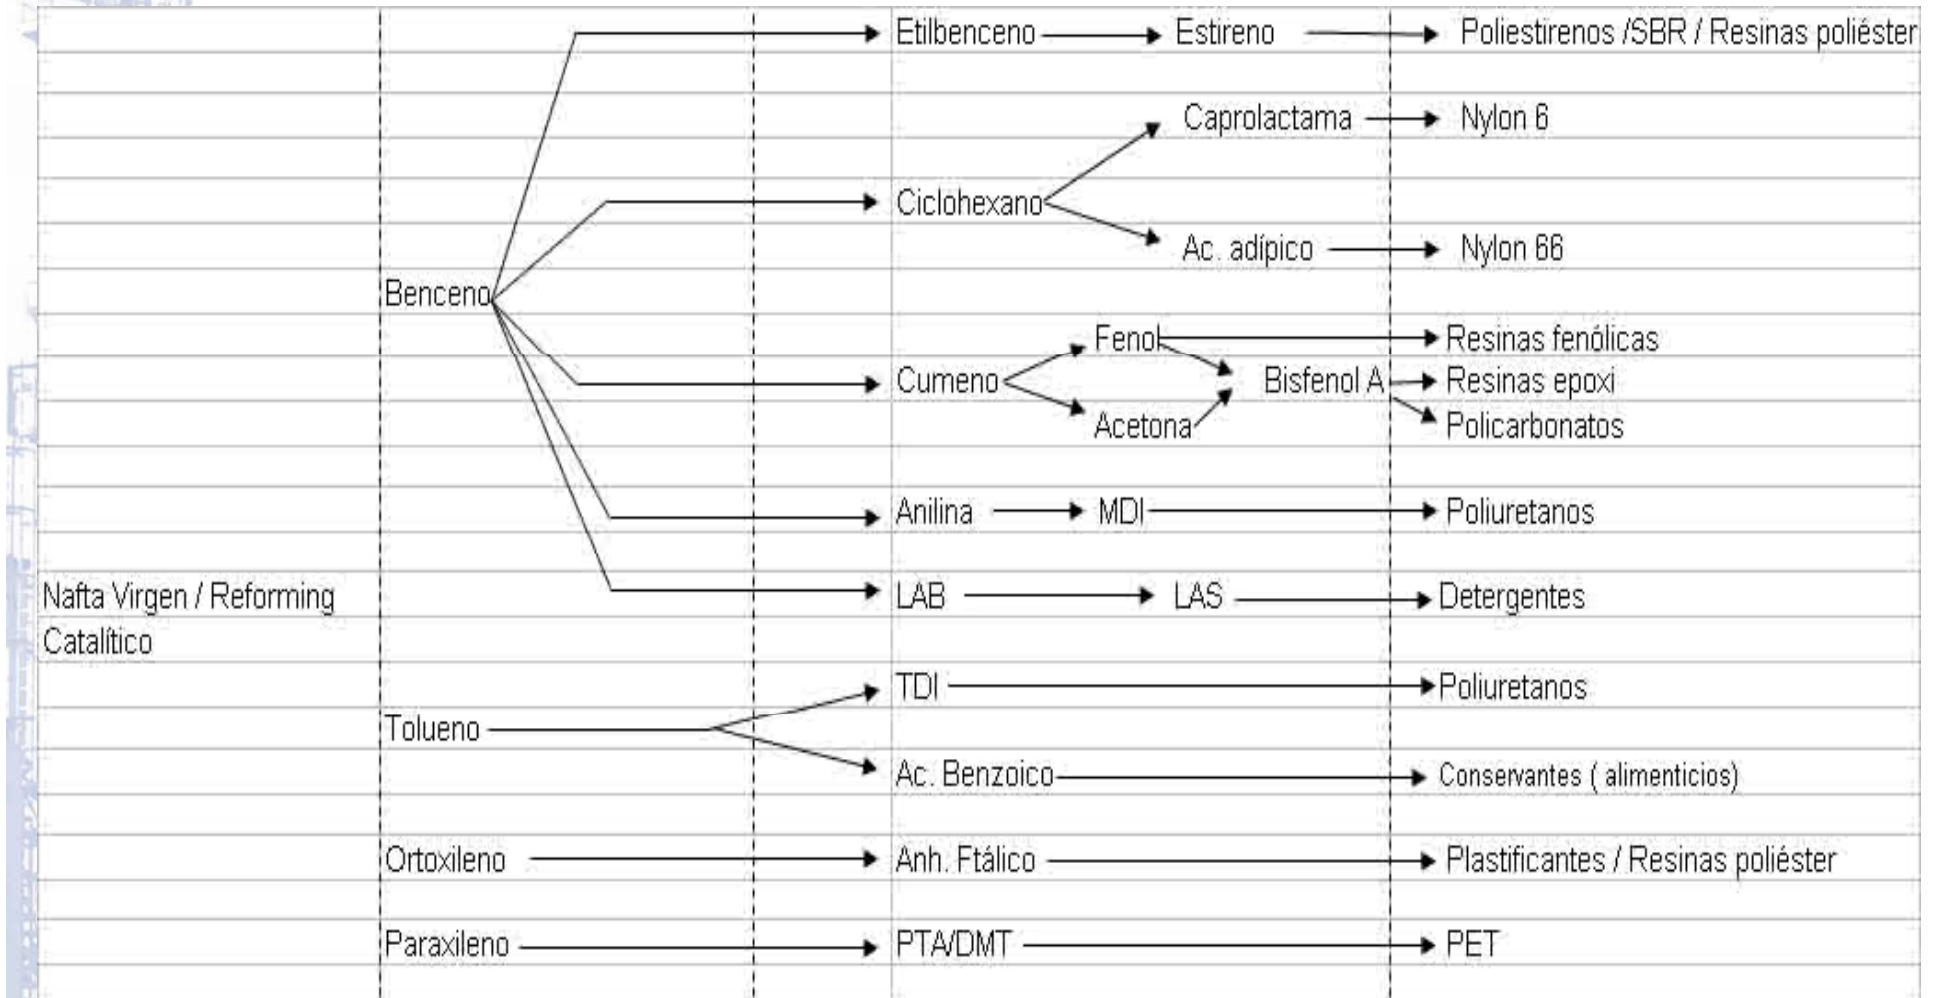 Etilbenceno Estireno Poliestirenos /SBR / Resinas poliéster
Caprolactama Nylon 6
Ciclohexano
Ac. adípico Nylon 66
Benceno
Fenol Resinas fenólicas
Cumeno Bisfenol A Resinas epoxi
Acetona Policarbonatos
Anilina MDI Poliuretanos
Nafta Virgen / Reforming LAB LAS Detergentes
Catalítico
TDI Poliuretanos
Tolueno
Ac. Benzoico Conservantes ( alimenticios)
Ortoxileno Anh. Ftálico Plastificantes / Resinas poliéster
Paraxileno PTA/DMT PET